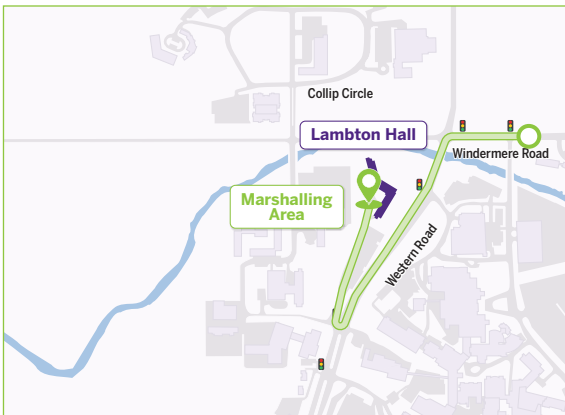 Collip Circle
Lambton Hall
Windermere Road
Marshalling
Area
Western Road